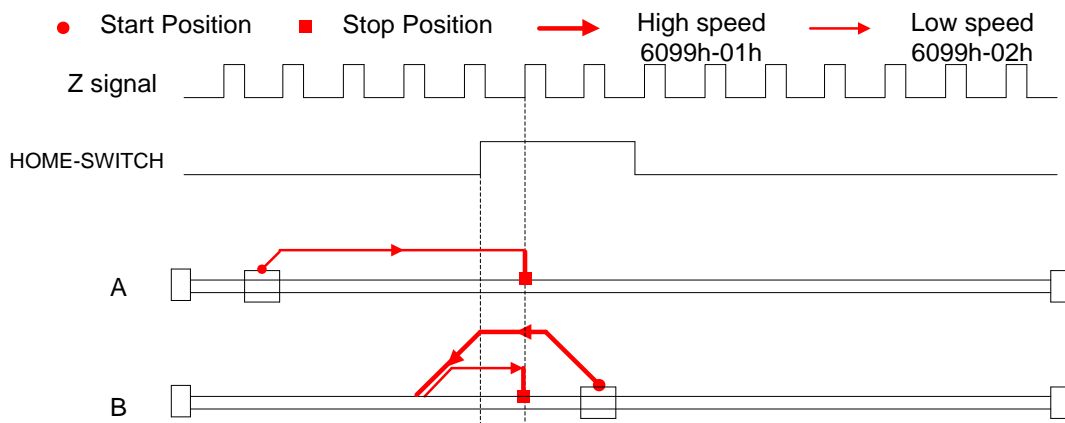 Start Position
Stop Position
High speed
6099h-01h
Low speed
6099h-02h
Z signal
HOME-SWITCH
A
B